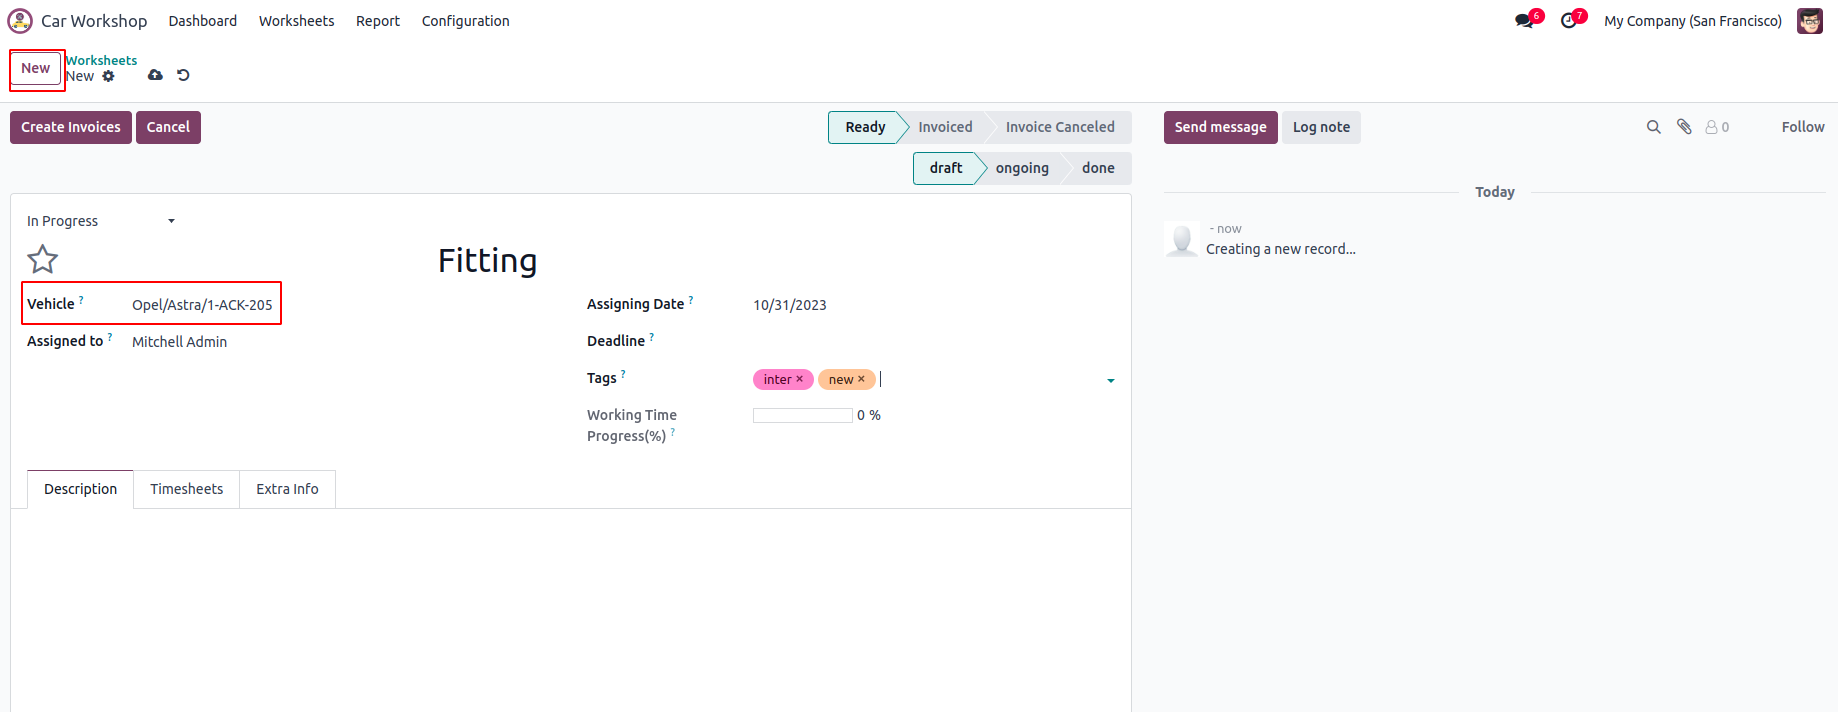 Car Workshop Dashboard Worksheets Report Configuration 6 7 My Company (San Francisco)
New Worksheets
New
Create Invoices Cancel Ready Invoiced Invoice Canceled Send message Log note 0 Follow
draft ongoing done
Today
In Progress
- now
Creating a new record...
Fitting
Vehicle ? Opel/Astra/1-ACK-205 Assigning Date ? 10/31/2023
Assigned to ? Mitchell Admin Deadline ?
Tags ? inter × new ×
Working Time 0 %
Progress(%) ?
Description Timesheets Extra Info